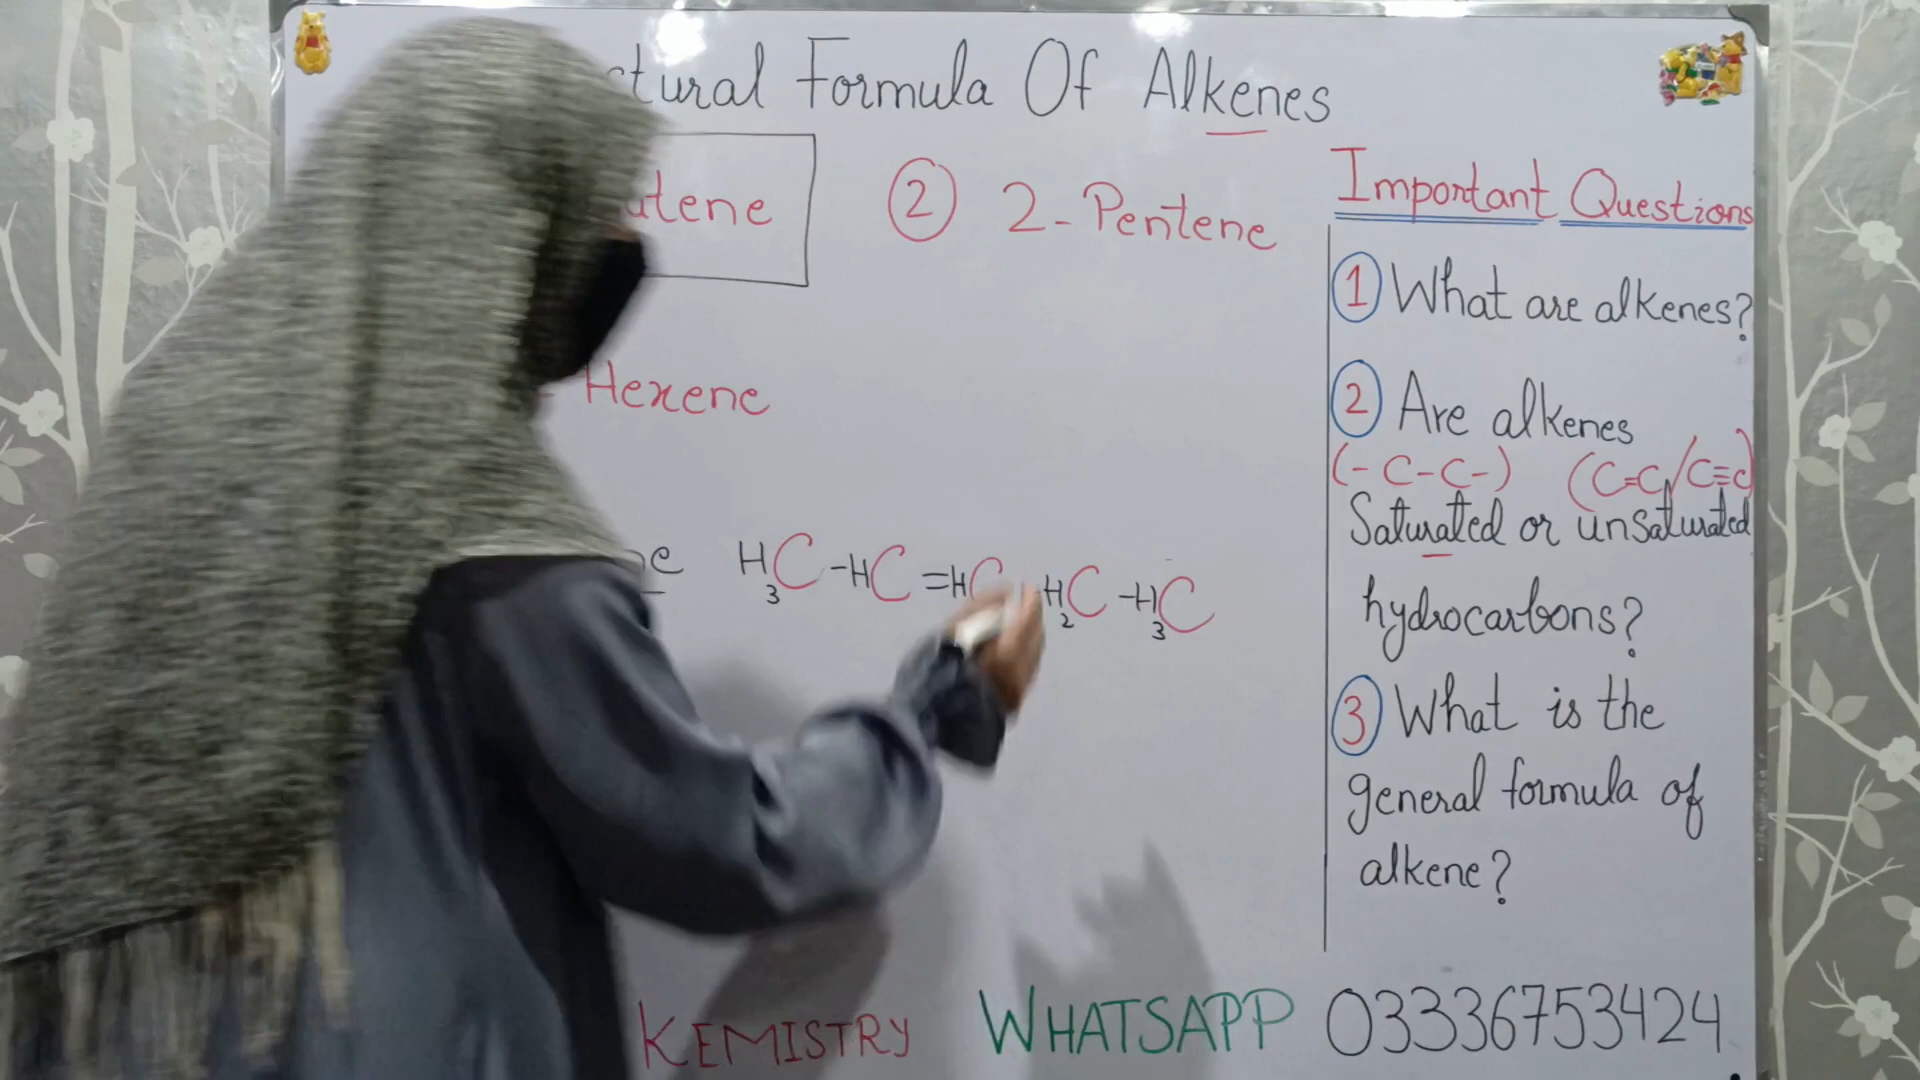 tural Formula Of Alkenes
tene
② 2-Pentene
- Hexene
e H₃C-HC=HC-H₂C-H₃C
Important Questions
① What are alkenes?
② Are alkenes
(-C-C-) (C=C/C≡C)
Saturated or unsaturated
hydrocarbons?
③ What is the
general formula of
alkene?
KEMISTRY WHATSAPP 03336753424